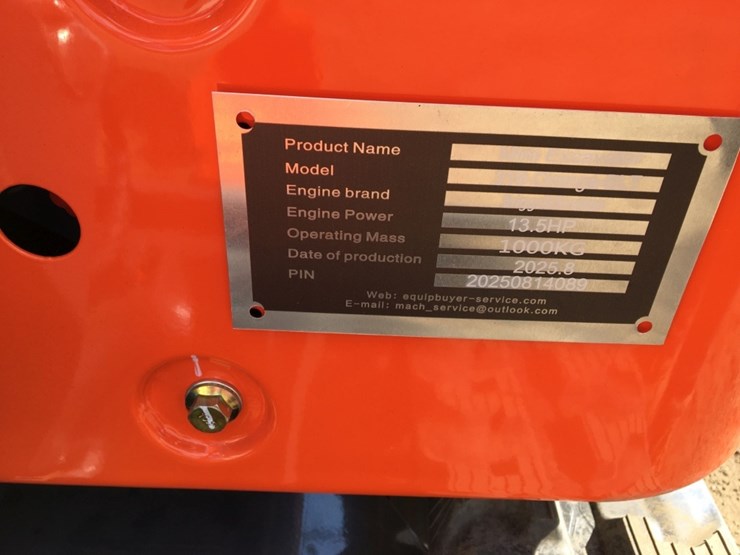 Product Name
Model
Engine brand
Engine Power 13.5HP
Operating Mass 1000KG
Date of production 2025.8
PIN 20250814089
Web: equipbuyer-service.com
E-mail: mach_service@outlook.com